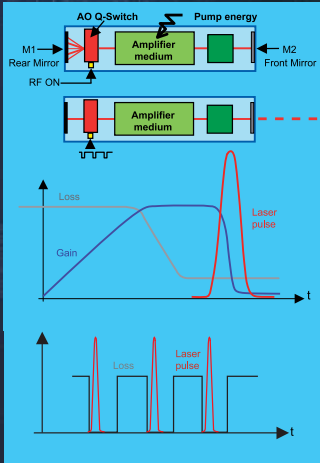 AO Q-Switch
Pump energy
M1
Rear Mirror
Amplifier
medium
M2
Front Mirror
RF ON
Amplifier
medium
Loss
Gain
Laser
pulse
t
Loss
Laser
pulse
t